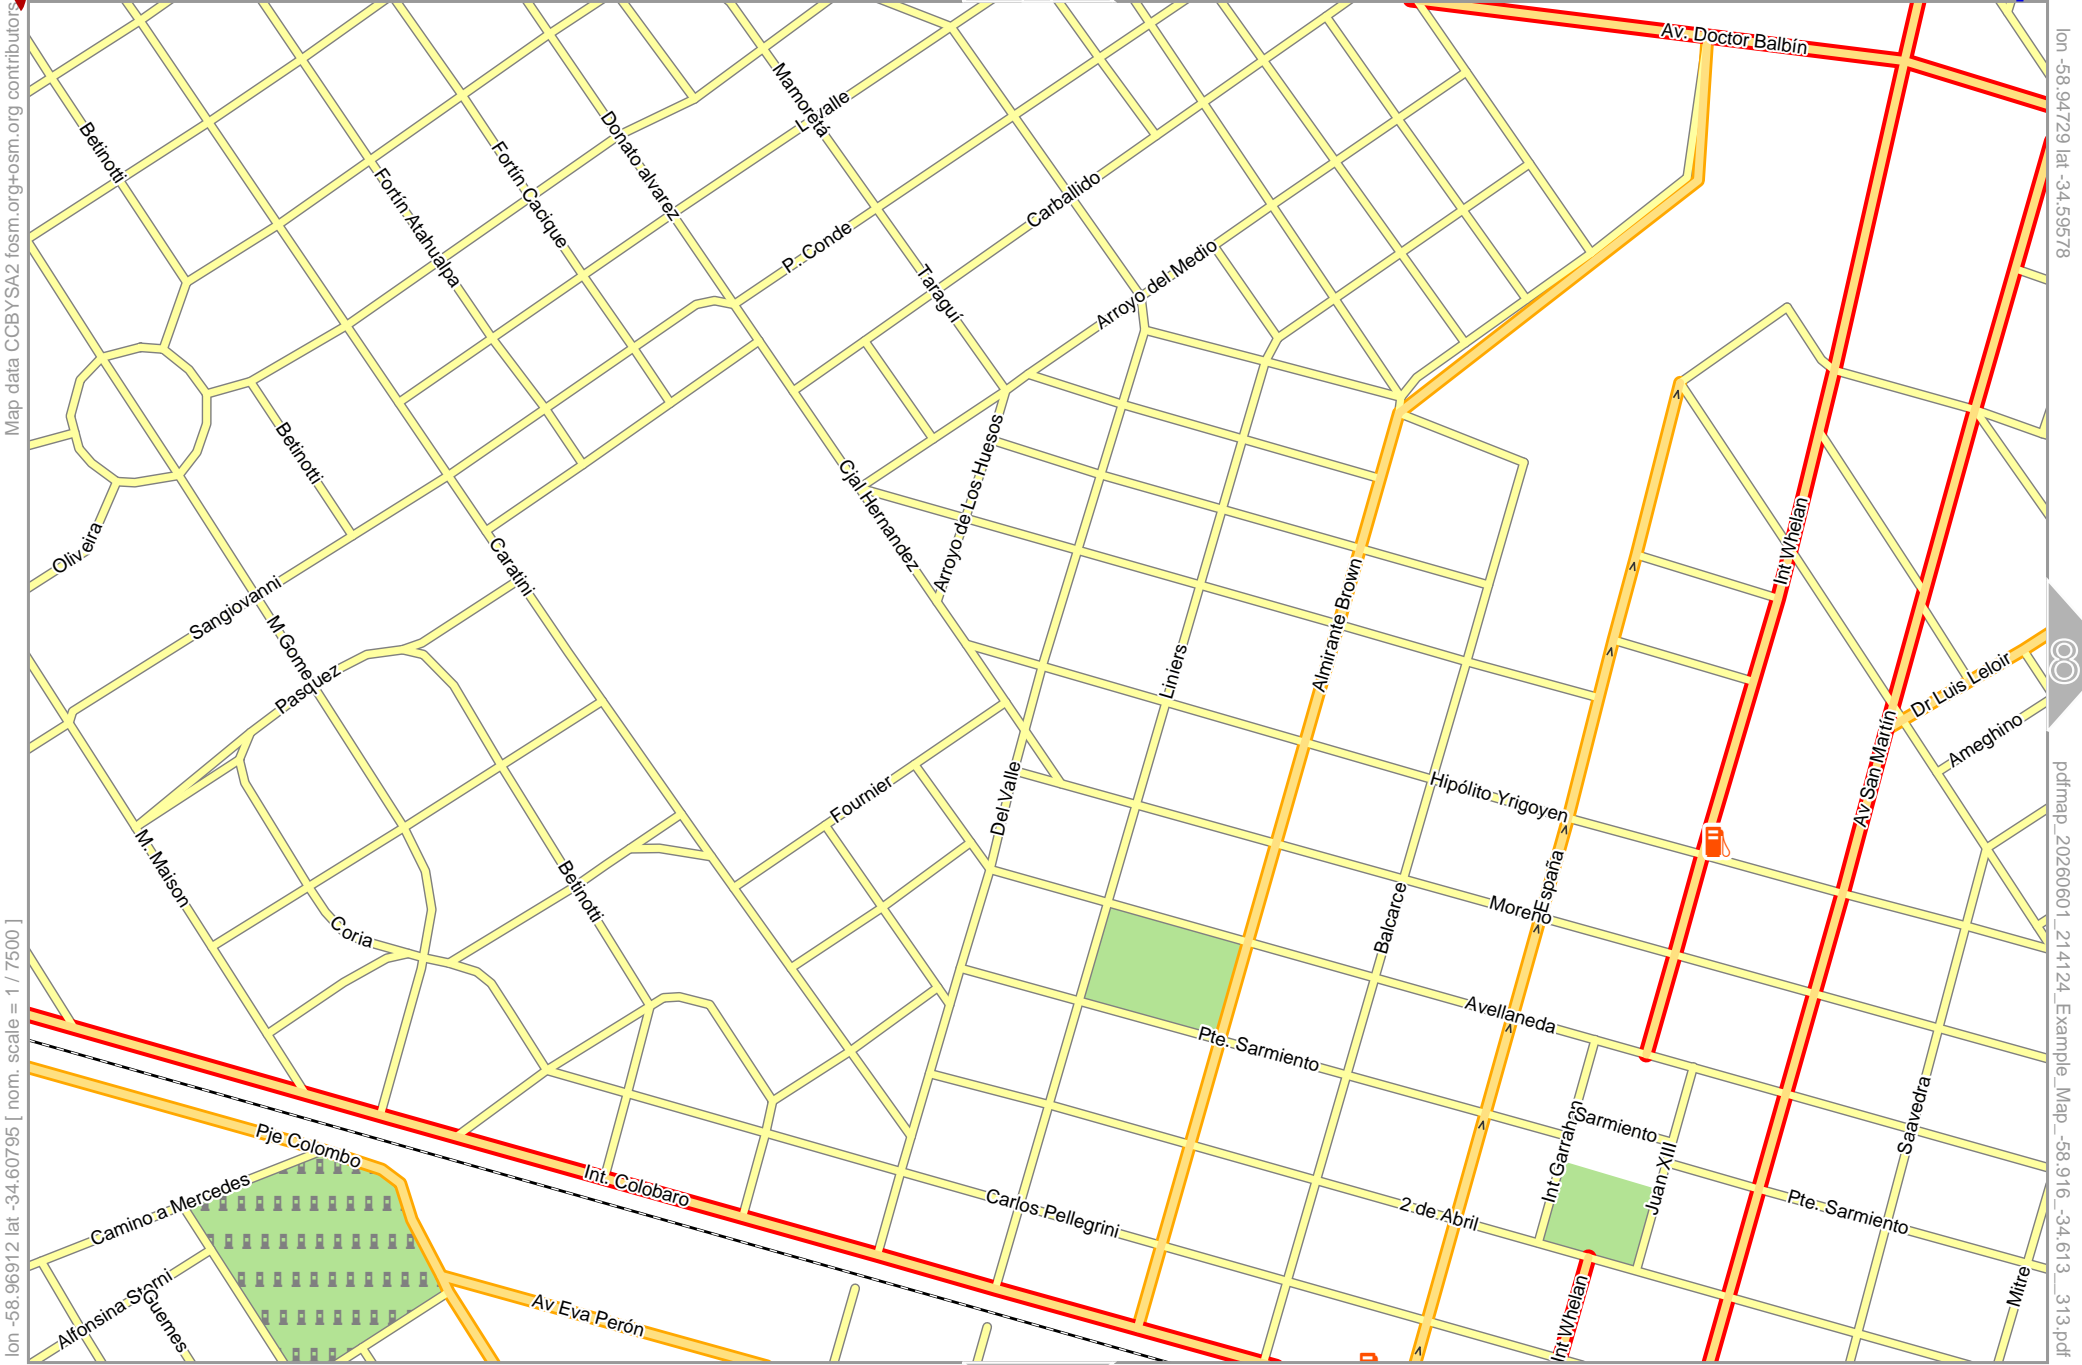 Map data CCBYSA2 fosm.org+osm.org contributors
lon -58.96912 lat -34.60795 [ nom. scale = 1 / 7500 ]
lon -58.94729 lat -34.59578
pdfmap_20260601_214124_Example_Map_-58.916_-34.613__313.pdf
8
Av. Doctor Balbín
Mamoretá
Betinotti
Donato alvarez
Fortín Cacique
Fortín Atahualpa
Carballido
P. Conde
Arroyo del Medio
Taraguí
Betinotti
Arroyo de Los Huesos
Cjal Hernandez
Oliveira
Caratini
Int Whelan
Almirante Brown
Sangiovanni
M Gome
Liniers
Pasquez
Dr Luis Leloir
Ameghino
Av San Martín
Del Valle
Fournier
Hipólito Yrigoyen
M. Maison
Betinotti
España
Moreno
Balcarce
Coria
Avellaneda
Pte. Sarmiento
Sarmiento
Int Garrahan
Juan XIII
Saavedra
Pje Colombo
Int. Colobaro
Camino a Mercedes
Carlos Pellegrini
2 de Abril
Pte. Sarmiento
Mitre
Int Whelan
Alfonsina Storni
Guemes
Av Eva Perón